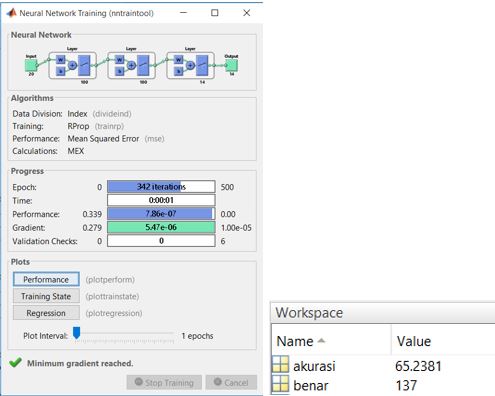 Neural Network Training (nntraintool)
Neural Network
Input Layer Layer Layer Output
W W W
b b b
20 100 100 14 14
Algorithms
Data Division: Index (divideind)
Training: RProp (trainrp)
Performance: Mean Squared Error (mse)
Calculations: MEX
Progress
Epoch: 0 342 iterations 500
Time: 0:00:01
Performance: 0.339 7.86e-07 0.00
Gradient: 0.279 5.47e-06 1.00e-05
Validation Checks: 0 0 6
Plots
Performance (plotperform)
Training State (plottrainstate)
Regression (plotregression)
Plot Interval: 1 epochs
Minimum gradient reached.
Stop Training Cancel
Workspace
Name Value
akurasi 65.2381
benar 137